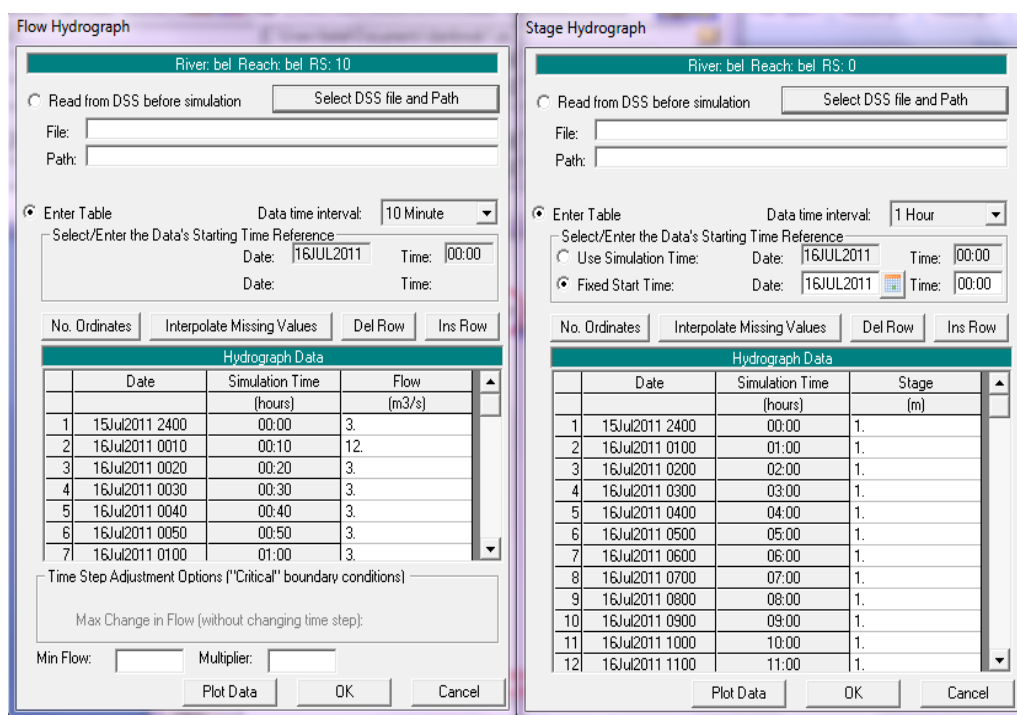 Flow Hydrograph
River: bel Reach: bel RS: 10
Read from DSS before simulation
Select DSS file and Path
File:
Path:
Enter Table
Data time interval: 10 Minute
Select/Enter the Data's Starting Time Reference
Date: 16JUL2011 Time: 00:00
Date: Time:
No. Ordinates
Interpolate Missing Values
Del Row
Ins Row
Hydrograph Data
Date Simulation Time Flow
(hours) (m3/s)
1 15Jul2011 2400 00:00 3.
2 16Jul2011 0010 00:10 12.
3 16Jul2011 0020 00:20 3.
4 16Jul2011 0030 00:30 3.
5 16Jul2011 0040 00:40 3.
6 16Jul2011 0050 00:50 3.
7 16Jul2011 0100 01:00 3.
Time Step Adjustment Options ("Critical" boundary conditions)
Max Change in Flow (without changing time step):
Min Flow: Multiplier:
Plot Data
OK
Cancel
Stage Hydrograph
River: bel Reach: bel RS: 0
Read from DSS before simulation
Select DSS file and Path
File:
Path:
Enter Table
Data time interval: 1 Hour
Select/Enter the Data's Starting Time Reference
Use Simulation Time: Date: 16JUL2011 Time: 00:00
Fixed Start Time: Date: 16JUL2011 Time: 00:00
No. Ordinates
Interpolate Missing Values
Del Row
Ins Row
Hydrograph Data
Date Simulation Time Stage
(hours) (m)
1 15Jul2011 2400 00:00 1.
2 16Jul2011 0100 01:00 1.
3 16Jul2011 0200 02:00 1.
4 16Jul2011 0300 03:00 1.
5 16Jul2011 0400 04:00 1.
6 16Jul2011 0500 05:00 1.
7 16Jul2011 0600 06:00 1.
8 16Jul2011 0700 07:00 1.
9 16Jul2011 0800 08:00 1.
10 16Jul2011 0900 09:00 1.
11 16Jul2011 1000 10:00 1.
12 16Jul2011 1100 11:00 1.
Plot Data
OK
Cancel